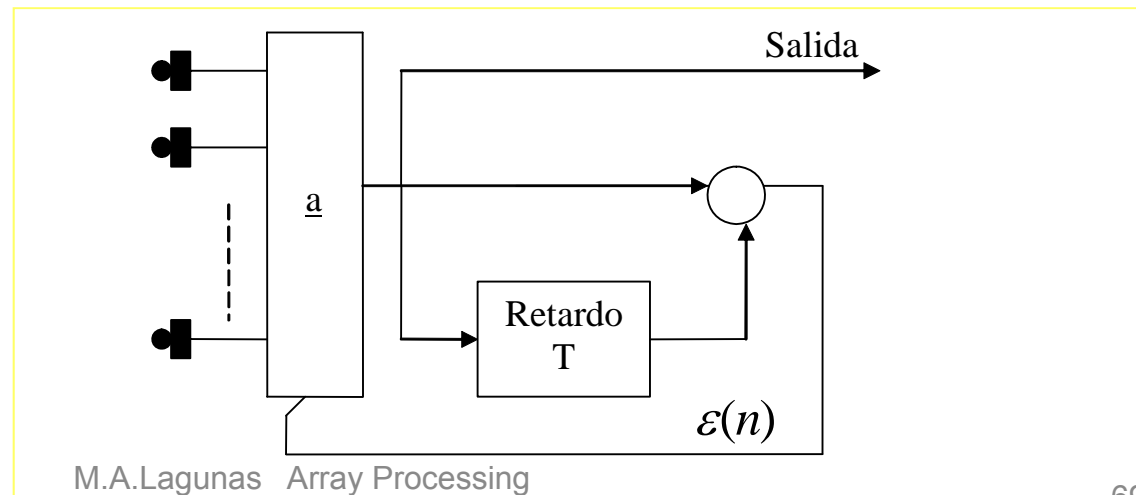 Salida
a
Retardo
T
ε(n)
M.A.Lagunas Array Processing